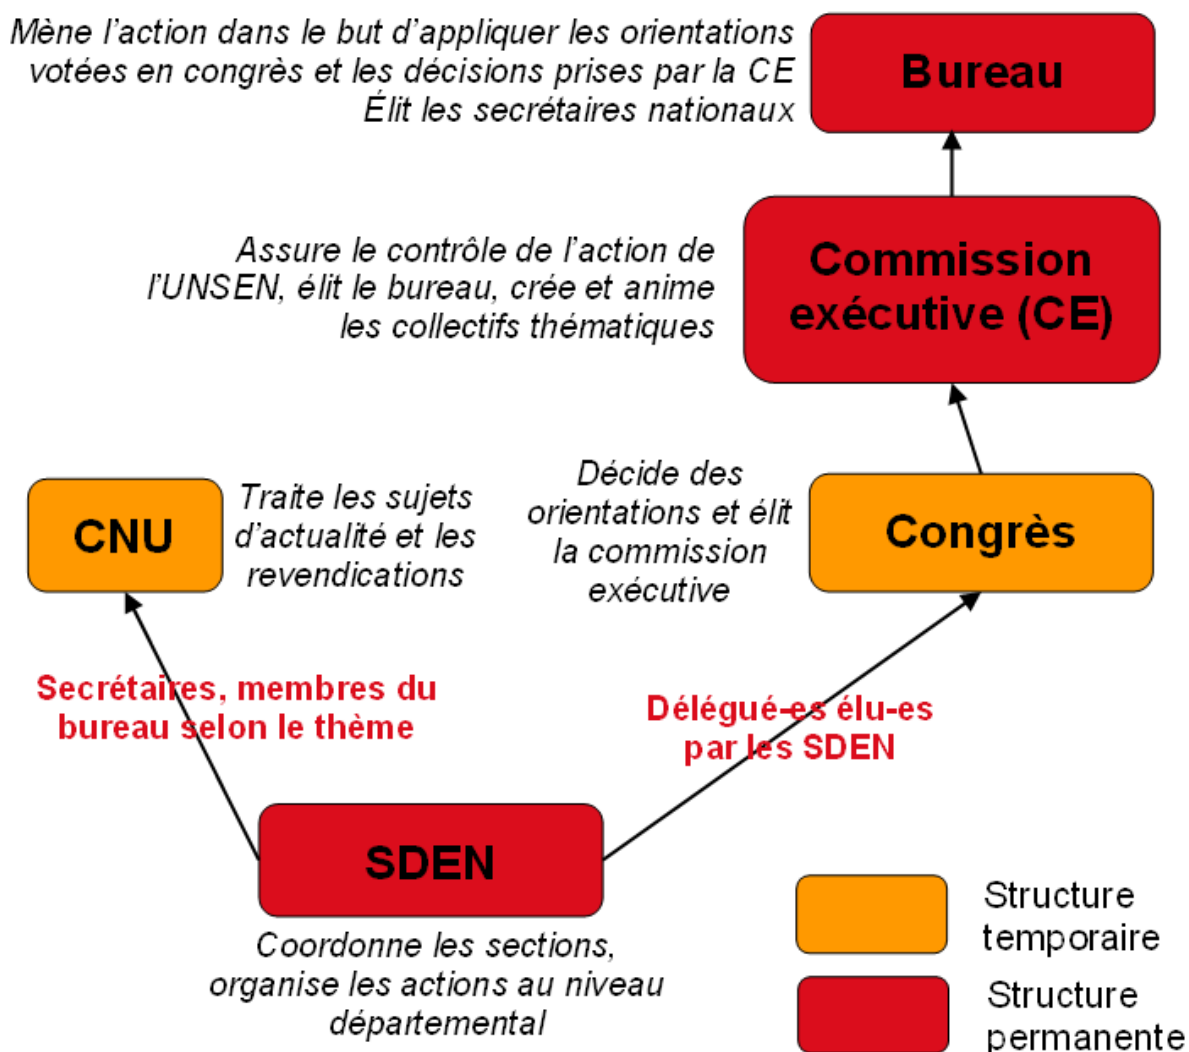 Mène l’action dans le but d’appliquer les orientations
votées en congrès et les décisions prises par la CE
Élit les secrétaires nationaux
Bureau
Assure le contrôle de l’action de
l’UNSEN, élit le bureau, crée et anime
les collectifs thématiques
Commission
exécutive (CE)
CNU
Traite les sujets
d’actualité et les
revendications
Décide des
orientations et élit
la commission
exécutive
Congrès
Secrétaires, membres du
bureau selon le thème
Délégué-es élu-es
par les SDEN
SDEN
Coordonne les sections,
organise les actions au niveau
départemental
Structure
temporaire
Structure
permanente